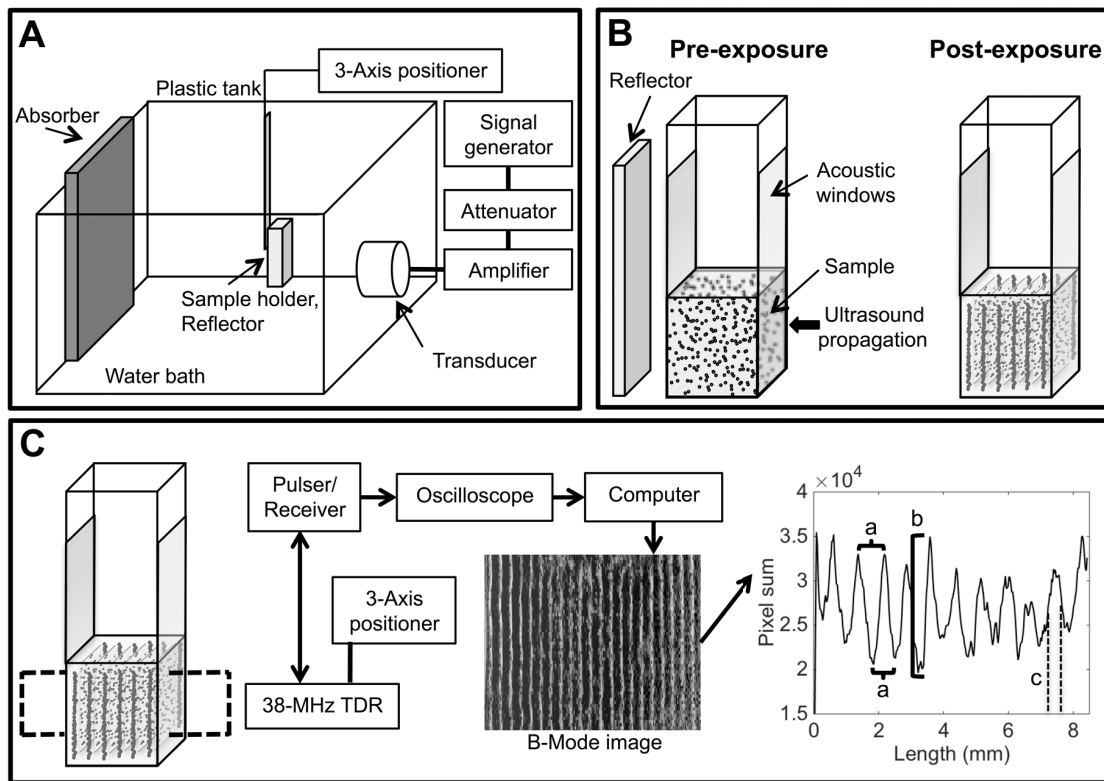 A
3-Axis positioner
Plastic tank
Absorber
Signal
generator
Attenuator
Amplifier
Sample holder,
Reflector
Transducer
Water bath
B
Pre-exposure
Post-exposure
Reflector
Acoustic
windows
Sample
Ultrasound
propagation
C
Pulser/
Receiver
Oscilloscope
Computer
3-Axis
positioner
38-MHz TDR
B-Mode image
×10⁴
4
3.5
3
2.5
2
1.5
Pixel sum
a
b
a
c
0
2
4
6
8
Length (mm)